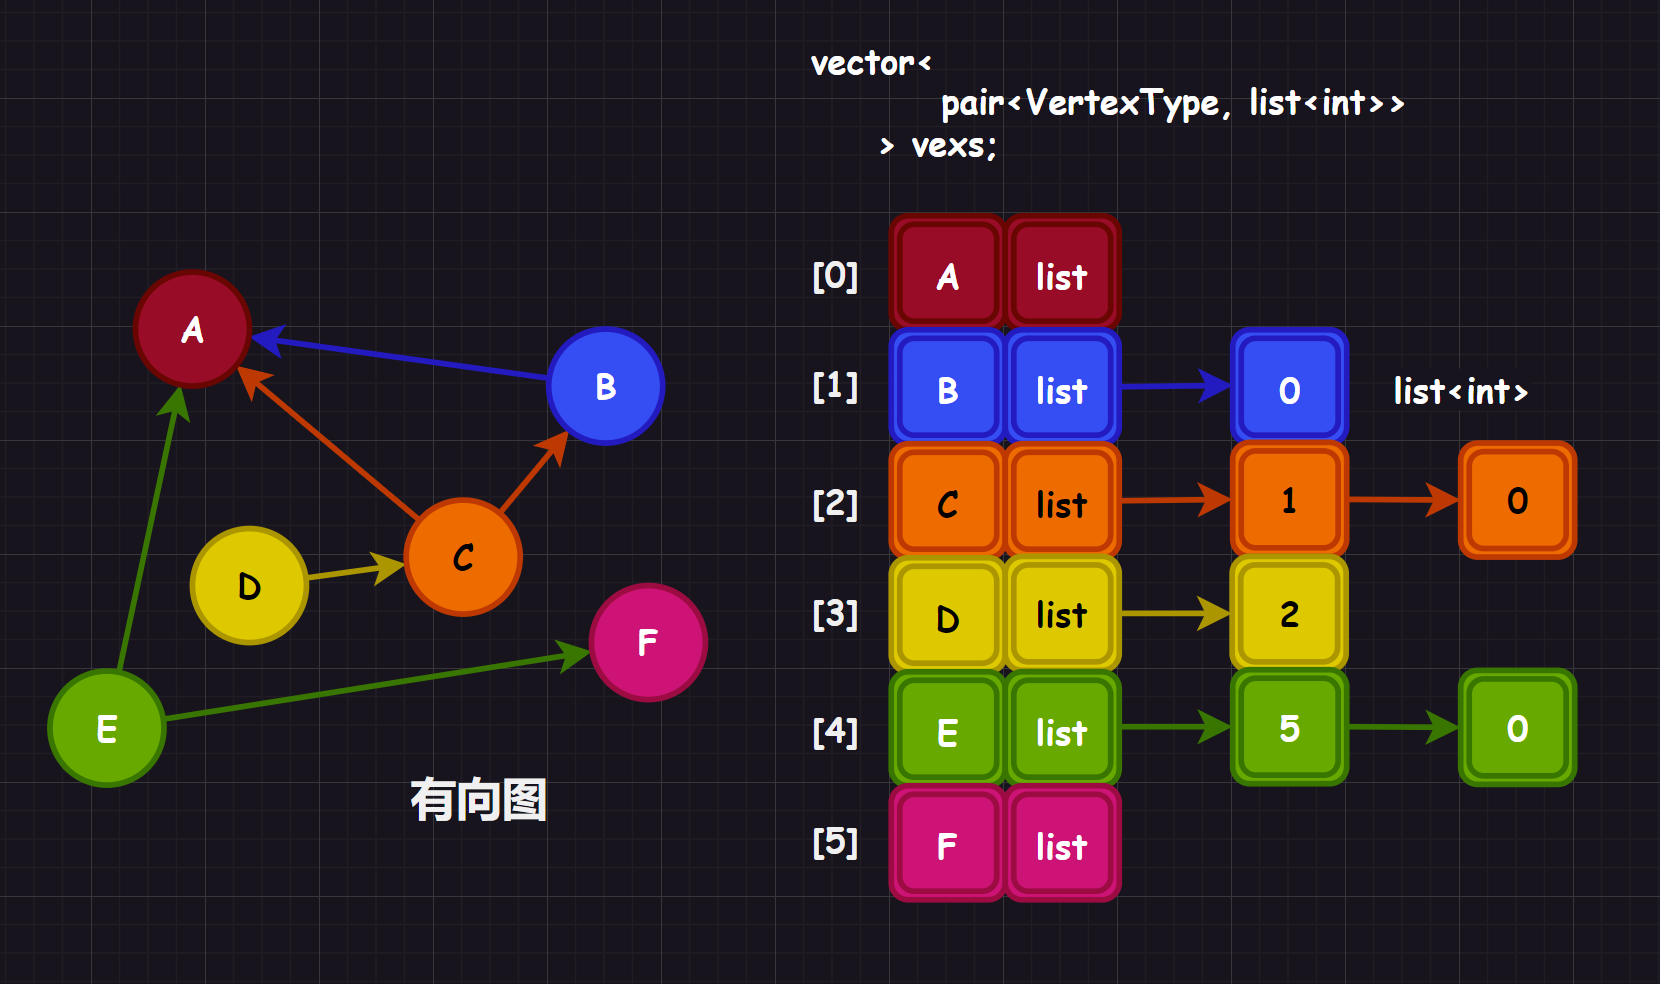 vector<
pair<VertexType, list<int>>
> vexs;
A
B
C
D
E
F
有向图
[0] A list
[1] B list 0 list<int>
[2] C list 1 0
[3] D list 2
[4] E list 5 0
[5] F list